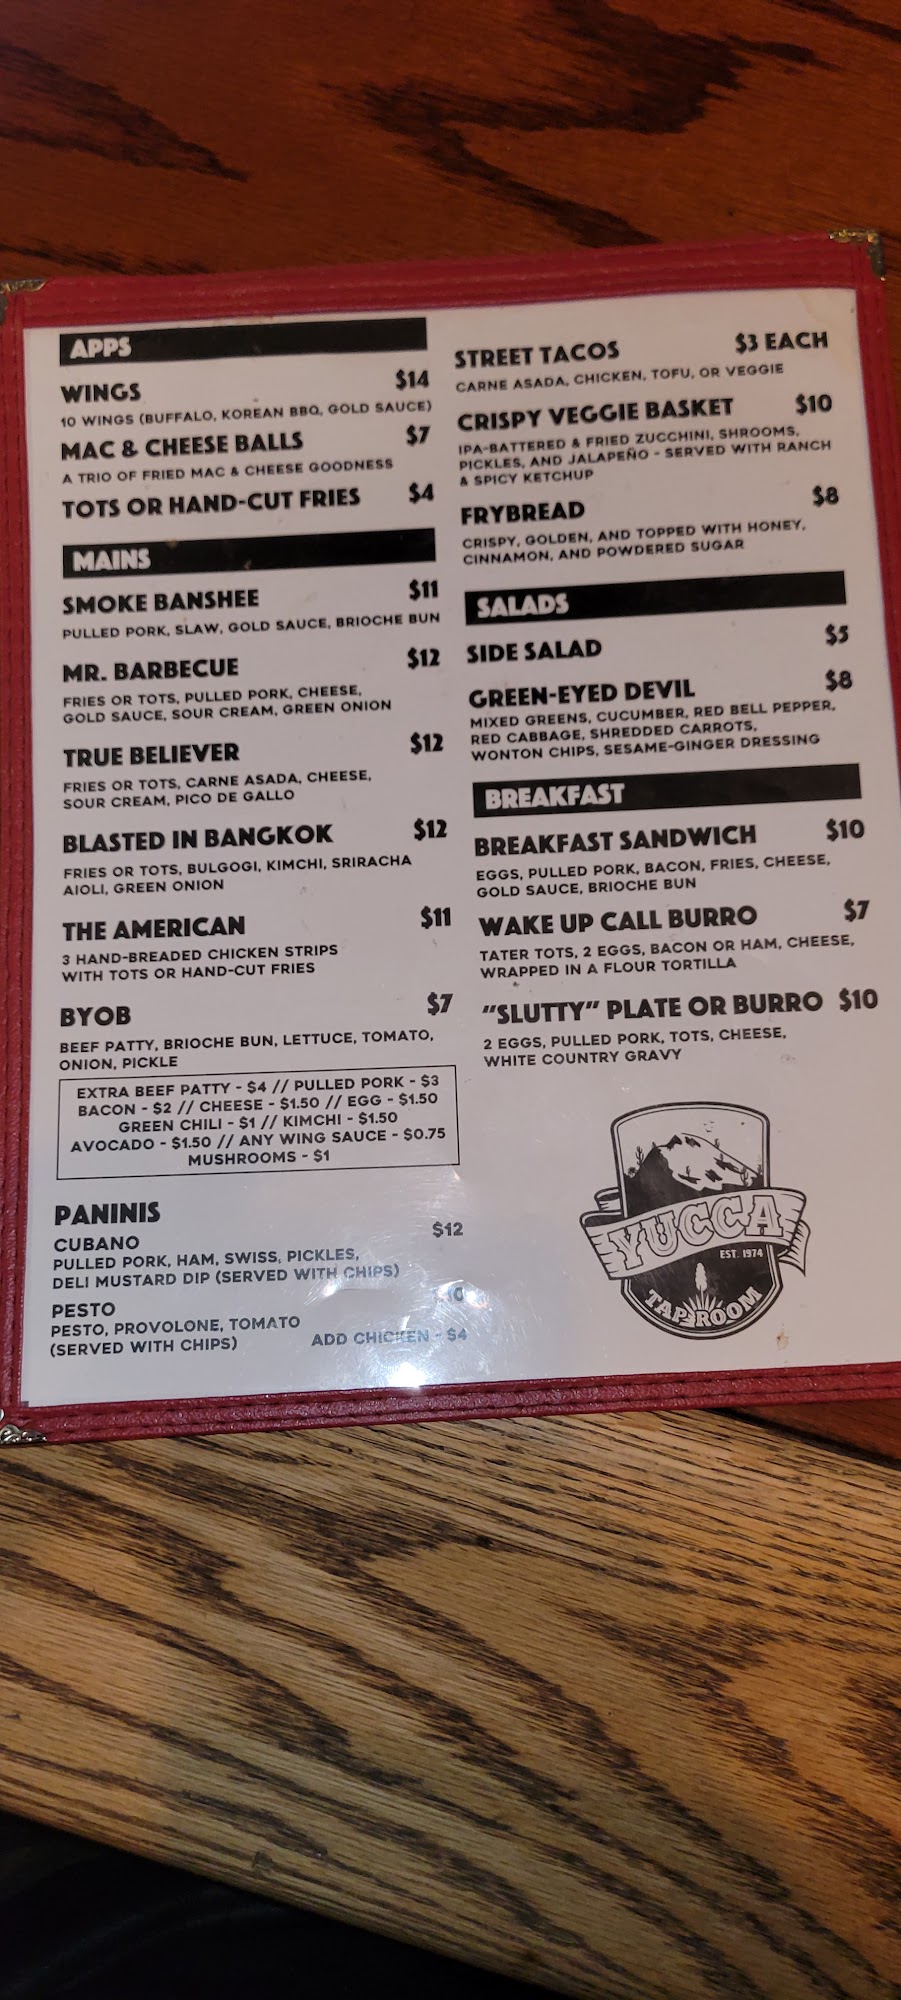 APPS
WINGS $14
10 WINGS (BUFFALO, KOREAN BBQ, GOLD SAUCE)
MAC & CHEESE BALLS $7
A TRIO OF FRIED MAC & CHEESE GOODNESS
TOTS OR HAND-CUT FRIES $4
MAINS
SMOKE BANSHEE $11
PULLED PORK, SLAW, GOLD SAUCE, BRIOCHE BUN
MR. BARBECUE $12
FRIES OR TOTS, PULLED PORK, CHEESE,
GOLD SAUCE, SOUR CREAM, GREEN ONION
TRUE BELIEVER $12
FRIES OR TOTS, CARNE ASADA, CHEESE,
SOUR CREAM, PICO DE GALLO
BLASTED IN BANGKOK $12
FRIES OR TOTS, BULGOGI, KIMCHI, SRIRACHA
AIOLI, GREEN ONION
THE AMERICAN $11
3 HAND-BREADED CHICKEN STRIPS
WITH TOTS OR HAND-CUT FRIES
BYOB $7
BEEF PATTY, BRIOCHE BUN, LETTUCE, TOMATO,
ONION, PICKLE
EXTRA BEEF PATTY - $4 // PULLED PORK - $3
BACON - $2 // CHEESE - $1.50 // EGG - $1.50
GREEN CHILI - $1 // KIMCHI - $1.50
AVOCADO - $1.50 // ANY WING SAUCE - $0.75
MUSHROOMS - $1
PANINIS
CUBANO $12
PULLED PORK, HAM, SWISS, PICKLES,
DELI MUSTARD DIP (SERVED WITH CHIPS)
PESTO
PESTO, PROVOLONE, TOMATO
(SERVED WITH CHIPS) ADD CHICKEN - $4
STREET TACOS $3 EACH
CARNE ASADA, CHICKEN, TOFU, OR VEGGIE
CRISPY VEGGIE BASKET $10
IPA-BATTERED & FRIED ZUCCHINI, SHROOMS,
PICKLES, AND JALAPEÑO - SERVED WITH RANCH
& SPICY KETCHUP
FRYBREAD $8
CRISPY, GOLDEN, AND TOPPED WITH HONEY,
CINNAMON, AND POWDERED SUGAR
SALADS
SIDE SALAD $5
GREEN-EYED DEVIL $8
MIXED GREENS, CUCUMBER, RED BELL PEPPER,
RED CABBAGE, SHREDDED CARROTS,
WONTON CHIPS, SESAME-GINGER DRESSING
BREAKFAST
BREAKFAST SANDWICH $10
EGGS, PULLED PORK, BACON, FRIES, CHEESE,
GOLD SAUCE, BRIOCHE BUN
WAKE UP CALL BURRO $7
TATER TOTS, 2 EGGS, BACON OR HAM, CHEESE,
WRAPPED IN A FLOUR TORTILLA
"SLUTTY" PLATE OR BURRO $10
2 EGGS, PULLED PORK, TOTS, CHEESE,
WHITE COUNTRY GRAVY
YUCCA
EST. 1974
TAP ROOM